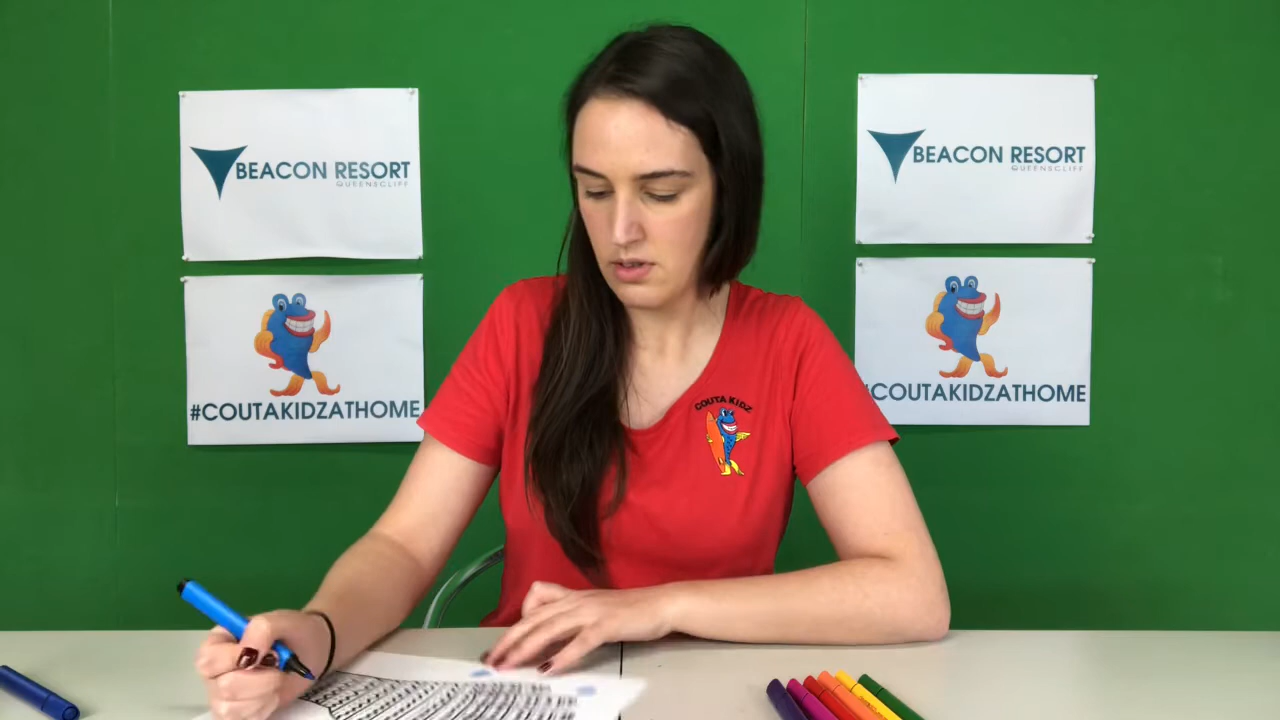 BEACON RESORT
QUEENSCLIFF
#COUTAKIDZATHOME
BEACON RESORT
QUEENSCLIFF
#COUTAKIDZATHOME
COUTA KIDZ